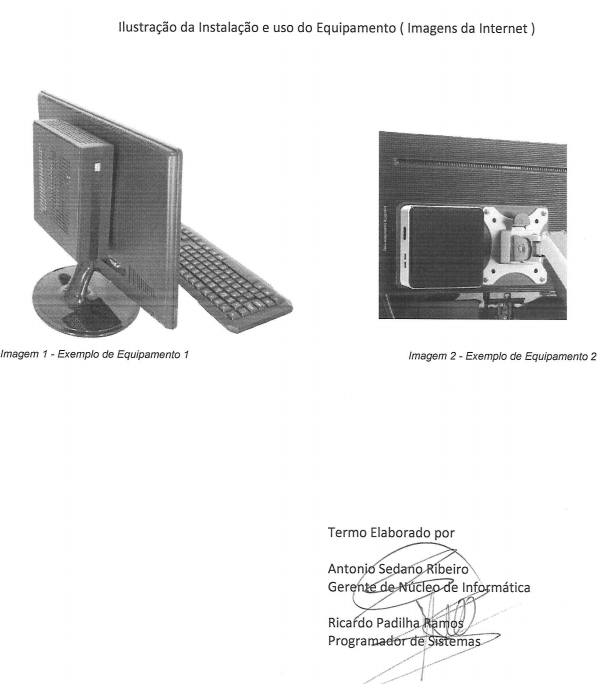 Ilustração da Instalação e uso do Equipamento ( Imagens da Internet )
Imagem 1 - Exemplo de Equipamento 1
Imagem 2 - Exemplo de Equipamento 2
Termo Elaborado por
Antonio Sedano Ribeiro
Gerente de Núcleo de Informática
Ricardo Padilha Ramos
Programador de Sistemas